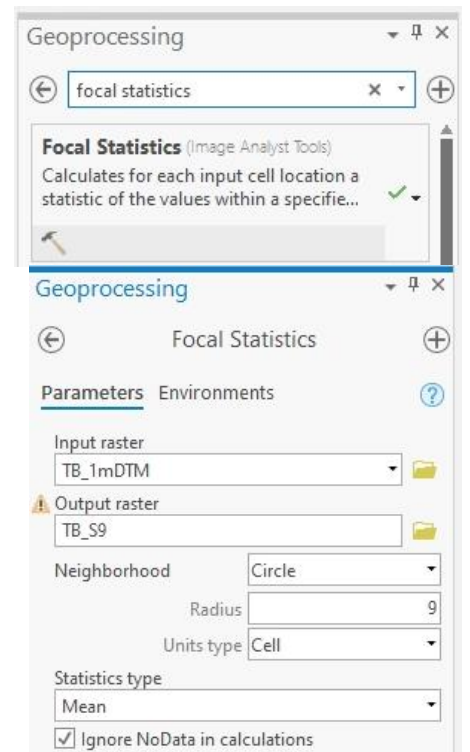 Geoprocessing
focal statistics
Focal Statistics (Image Analyst Tools)
Calculates for each input cell location a
statistic of the values within a specifie...
Geoprocessing
Focal Statistics
Parameters Environments
Input raster
TB_1mDTM
Output raster
TB_S9
Neighborhood Circle
Radius 9
Units type Cell
Statistics type
Mean
Ignore NoData in calculations